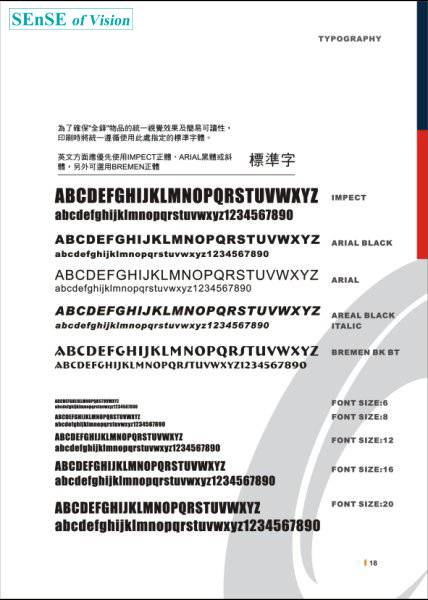 SEnSE of Vision
TYPOGRAPHY
為了確保"全鋒"物品的統一視覺效果及簡易可讀性，
印刷時將統一遵循使用此處指定的標準字體。
英文方面應優先使用IMPECT正體、ARIAL黑體或斜
體，另外可選用BREMEN正體
標準字
ABCDEFGHIJKLMNOPQRSTUVWXYZ
abcdefghijklmnopqrstuvwxyz1234567890
IMPECT
ABCDEFGHIJKLMNOPQRSTUVWXYZ
abcdefghijklmnopqrstuvwxyz1234567890
ARIAL BLACK
ABCDEFGHIJKLMNOPQRSTUVWXYZ
abcdefghijklmnopqrstuvwxyz1234567890
ARIAL
ABCDEFGHIJKLMNOPQRSTUVWXYZ
abcdefghijklmnopqrstuvwxyz1234567890
AREAL BLACK
ITALIC
ABCDEFGHIJKLMNOPQRSTUVWXYZ
ABCDEFGHIJKLMNOPQRSTUVWXYZ1234567890
BREMEN BK BT
ABCDEFGHIJKLMNOPQRSTUVWXYZ
abcdefghijklmnopqrstuvwxyz1234567890
FONT SIZE:6
ABCDEFGHIJKLMNOPQRSTUVWXYZ
abcdefghijklmnopqrstuvwxyz1234567890
FONT SIZE:8
ABCDEFGHIJKLMNOPQRSTUVWXYZ
abcdefghijklmnopqrstuvwxyz1234567890
FONT SIZE:12
ABCDEFGHIJKLMNOPQRSTUVWXYZ
abcdefghijklmnopqrstuvwxyz1234567890
FONT SIZE:16
ABCDEFGHIJKLMNOPQRSTUVWXYZ
abcdefghijklmnopqrstuvwxyz1234567890
FONT SIZE:20
18